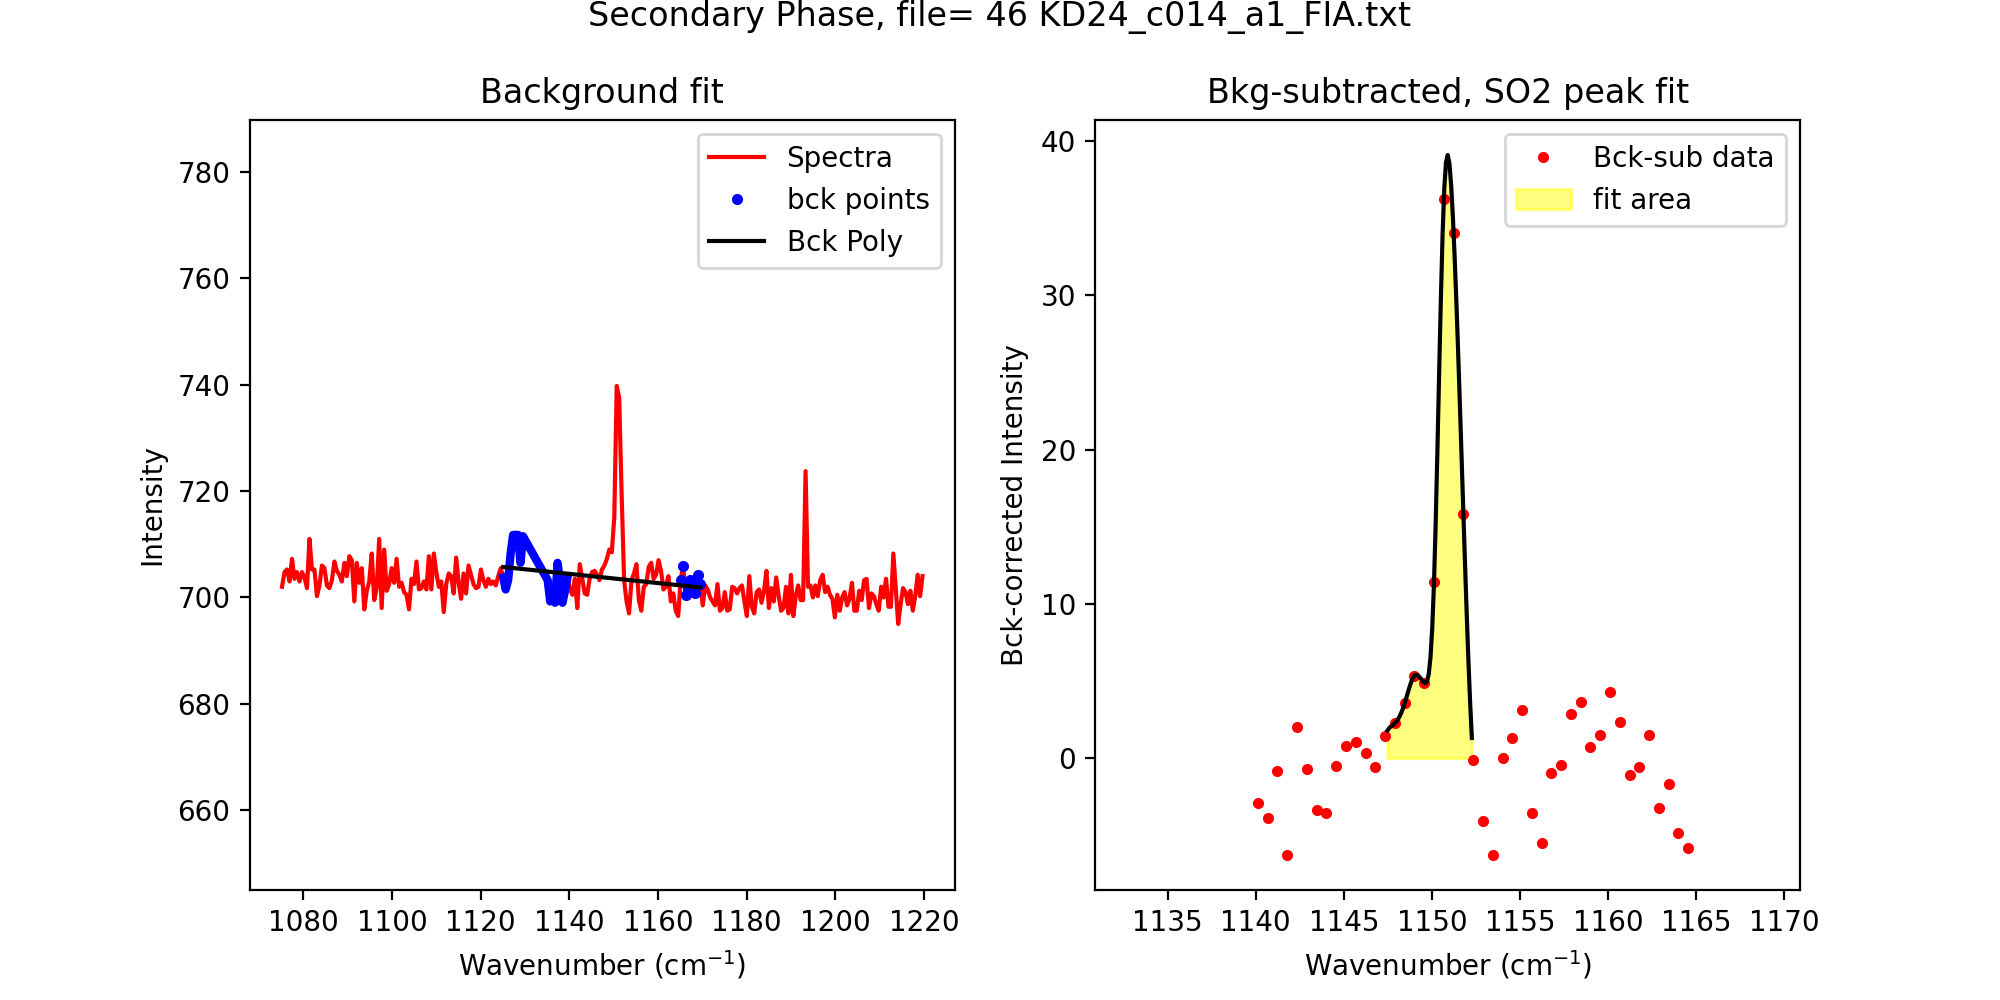 Secondary Phase, file= 46 KD24_c014_a1_FIA.txt
Background fit
Spectra
bck points
Bck Poly
780
760
740
720
700
680
660
Intensity
1080 1100 1120 1140 1160 1180 1200 1220
Wavenumber (cm⁻¹)
Bkg-subtracted, SO2 peak fit
Bck-sub data
fit area
40
30
20
10
0
Bck-corrected Intensity
1135 1140 1145 1150 1155 1160 1165 1170
Wavenumber (cm⁻¹)